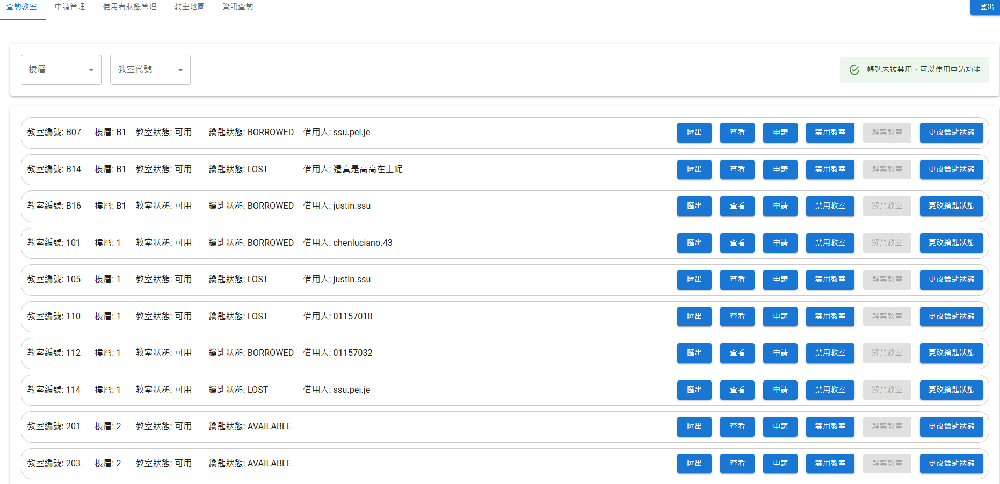 查詢教室 申請管理 使用者狀態管理 教室地圖 資訊查詢 登出
樓層 教室代號 帳號未被禁用，可以使用申請功能
教室編號: B07 樓層: B1 教室狀態: 可用 鑰匙狀態: BORROWED 借用人: ssu.pei.je 匯出 查看 申請 禁用教室 解禁教室 更改鑰匙狀態
教室編號: B14 樓層: B1 教室狀態: 可用 鑰匙狀態: LOST 借用人: 還真是高高在上呢 匯出 查看 申請 禁用教室 解禁教室 更改鑰匙狀態
教室編號: B16 樓層: B1 教室狀態: 可用 鑰匙狀態: BORROWED 借用人: justin.ssu 匯出 查看 申請 禁用教室 解禁教室 更改鑰匙狀態
教室編號: 101 樓層: 1 教室狀態: 可用 鑰匙狀態: BORROWED 借用人: chenluciano.43 匯出 查看 申請 禁用教室 解禁教室 更改鑰匙狀態
教室編號: 105 樓層: 1 教室狀態: 可用 鑰匙狀態: LOST 借用人: justin.ssu 匯出 查看 申請 禁用教室 解禁教室 更改鑰匙狀態
教室編號: 110 樓層: 1 教室狀態: 可用 鑰匙狀態: LOST 借用人: 01157018 匯出 查看 申請 禁用教室 解禁教室 更改鑰匙狀態
教室編號: 112 樓層: 1 教室狀態: 可用 鑰匙狀態: BORROWED 借用人: 01157032 匯出 查看 申請 禁用教室 解禁教室 更改鑰匙狀態
教室編號: 114 樓層: 1 教室狀態: 可用 鑰匙狀態: LOST 借用人: ssu.pei.je 匯出 查看 申請 禁用教室 解禁教室 更改鑰匙狀態
教室編號: 201 樓層: 2 教室狀態: 可用 鑰匙狀態: AVAILABLE 匯出 查看 申請 禁用教室 解禁教室 更改鑰匙狀態
教室編號: 203 樓層: 2 教室狀態: 可用 鑰匙狀態: AVAILABLE 匯出 查看 申請 禁用教室 解禁教室 更改鑰匙狀態